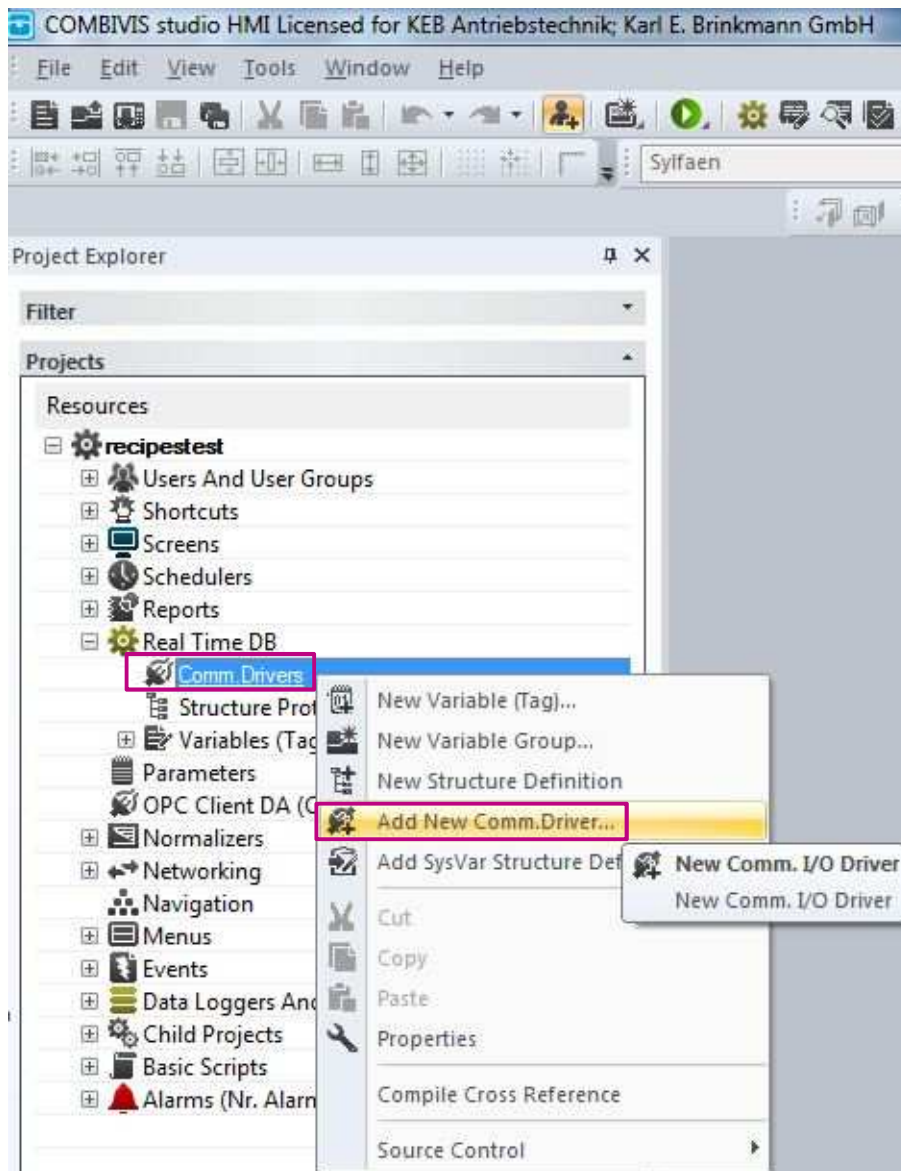 COMBIVIS studio HMI Licensed for KEB Antriebstechnik; Karl E. Brinkmann GmbH
File Edit View Tools Window Help
Sylfaen
Project Explorer
Filter
Projects
Resources
recipestest
Users And User Groups
Shortcuts
Screens
Schedulers
Reports
Real Time DB
Comm.Drivers
Structure Prot
Variables (Tag
Parameters
OPC Client DA (C
Normalizers
Networking
Navigation
Menus
Events
Data Loggers And
Child Projects
Basic Scripts
Alarms (Nr. Alarn
New Variable (Tag)...
New Variable Group...
New Structure Definition
Add New Comm.Driver...
Add SysVar Structure Def
Cut
Copy
Paste
Properties
Compile Cross Reference
Source Control
New Comm. I/O Driver
New Comm. I/O Driver